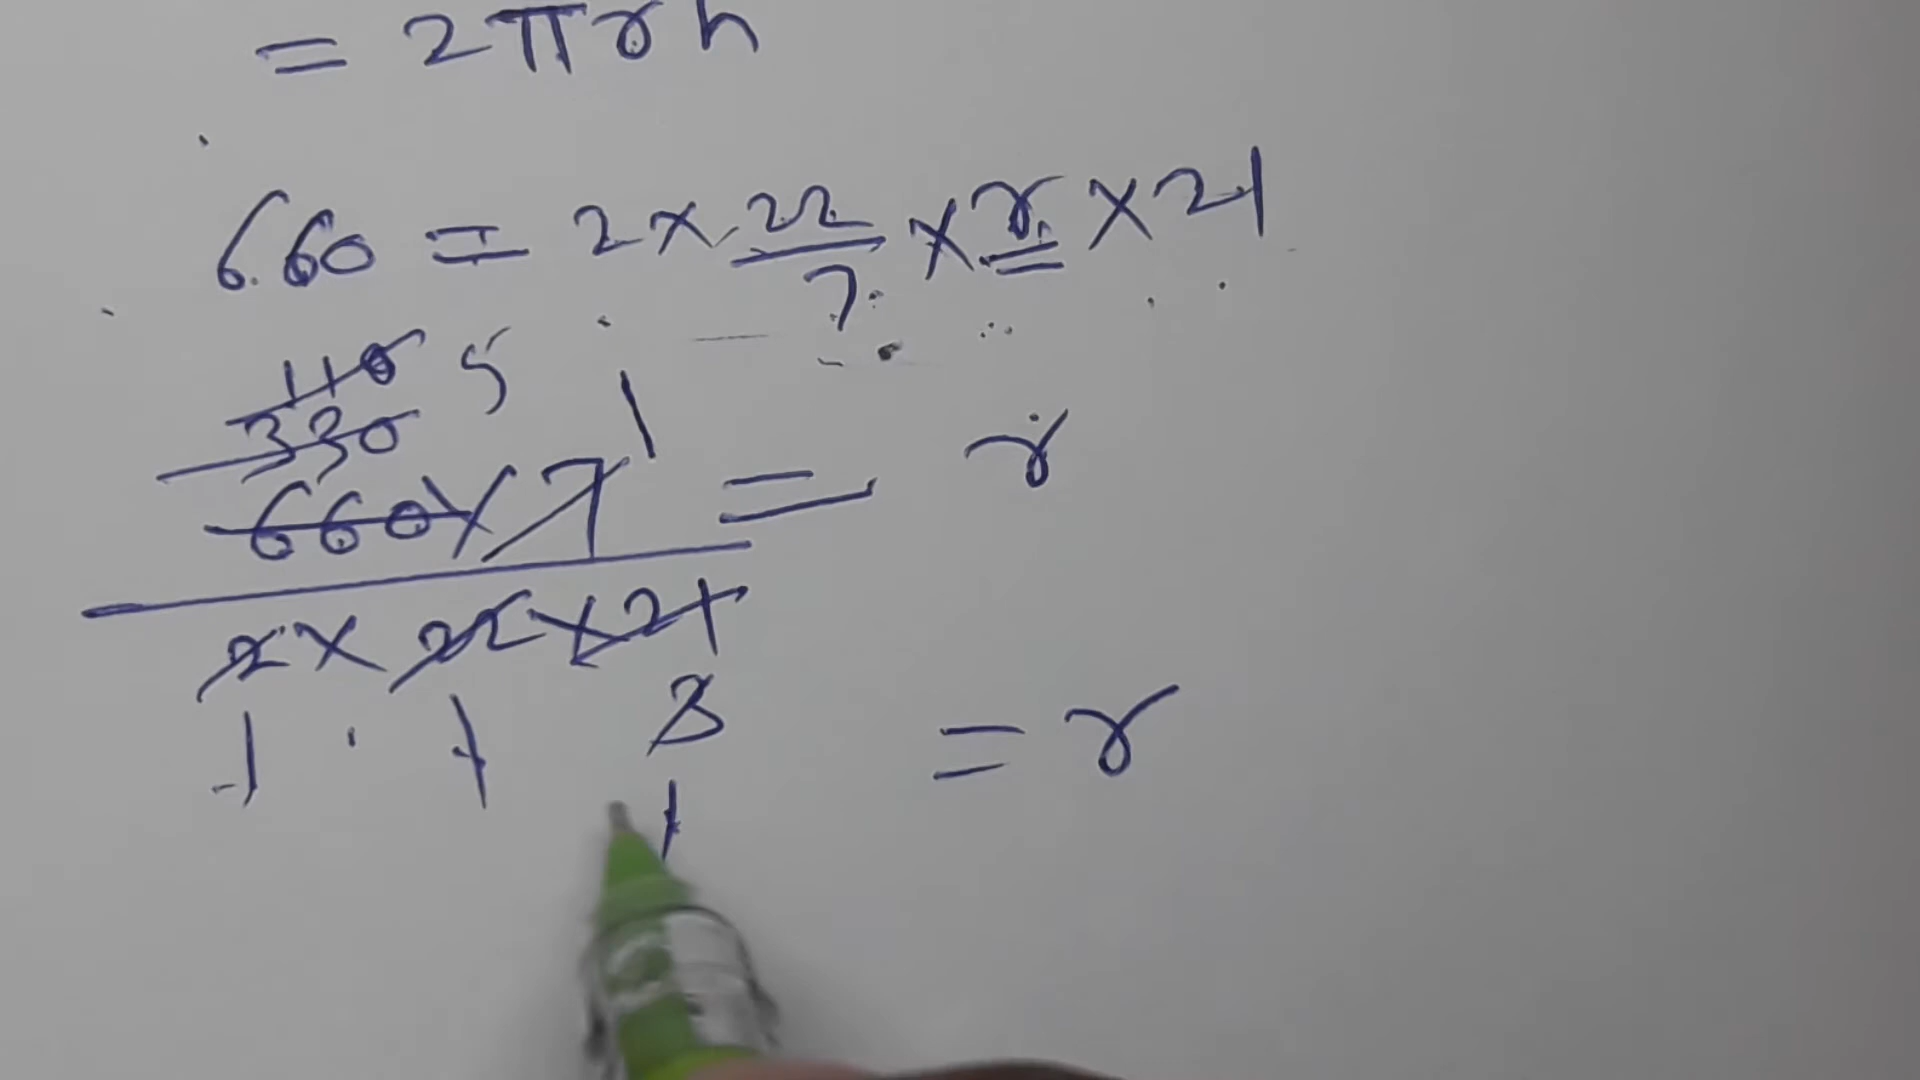 = 2πrh
660 = 2 × 22/7 × r × 21
110 5
330 1
660 × 7 = r
2 × 22 × 21
1 1 3 = r
1